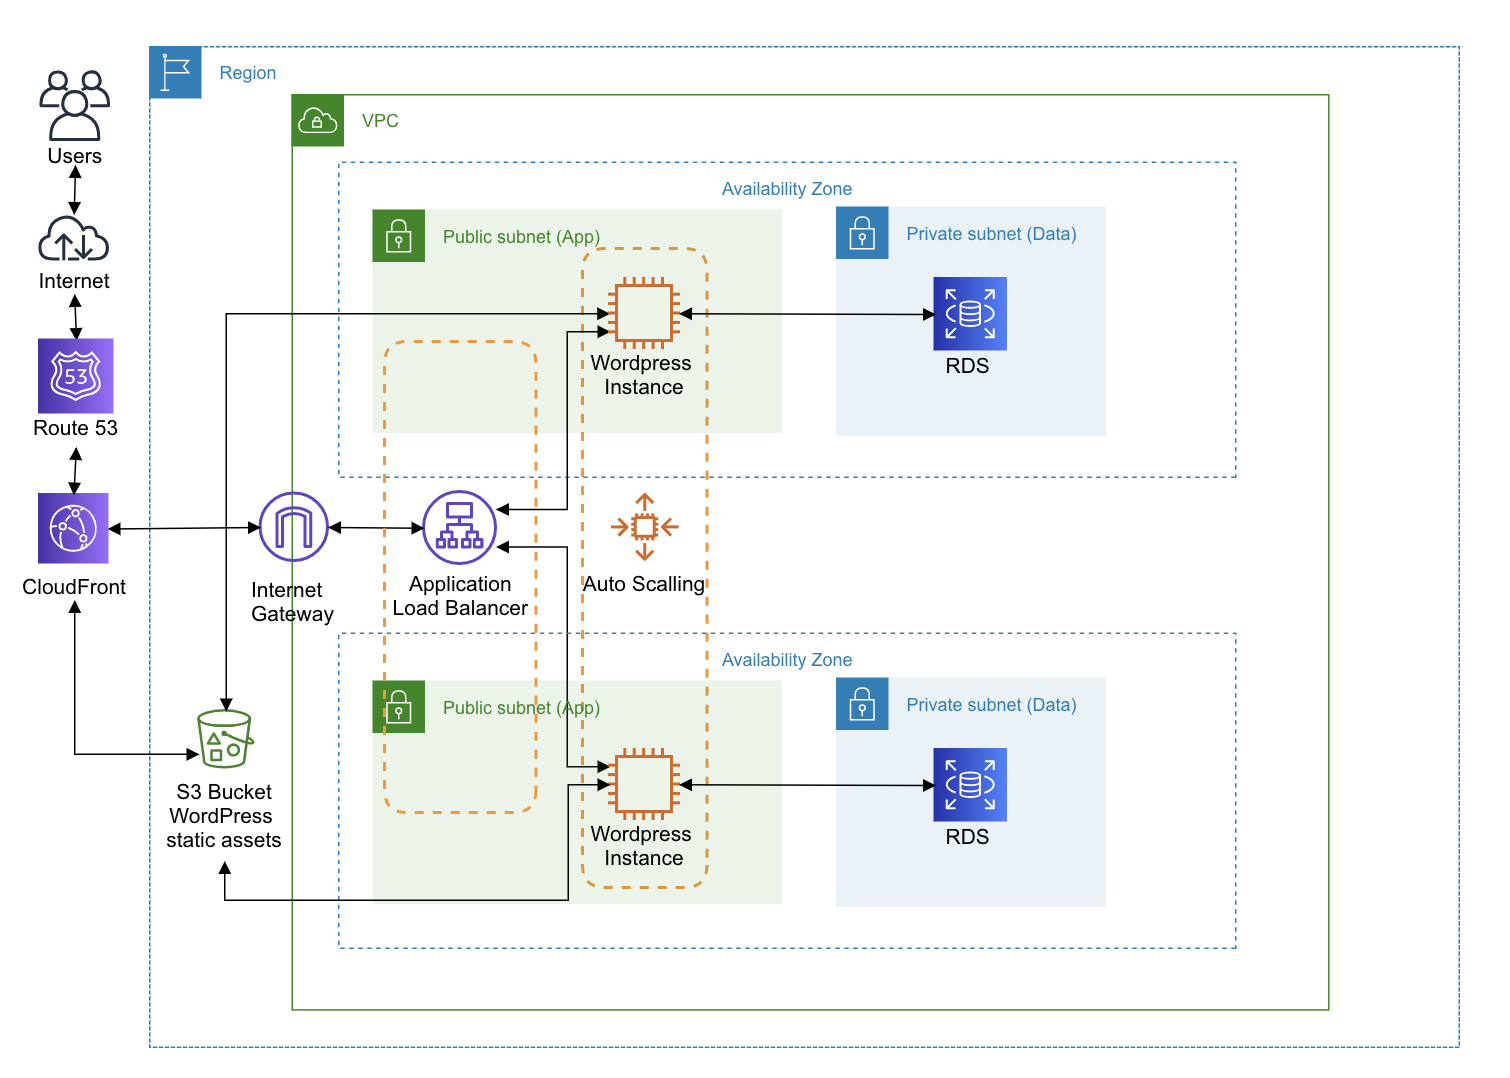 Region
VPC
Users
Availability Zone
Public subnet (App)
Private subnet (Data)
Internet
Wordpress
Instance
RDS
53
Route 53
CloudFront
Internet
Gateway
Application
Load Balancer
Auto Scalling
Availability Zone
Public subnet (App)
Private subnet (Data)
S3 Bucket
WordPress
static assets
Wordpress
Instance
RDS